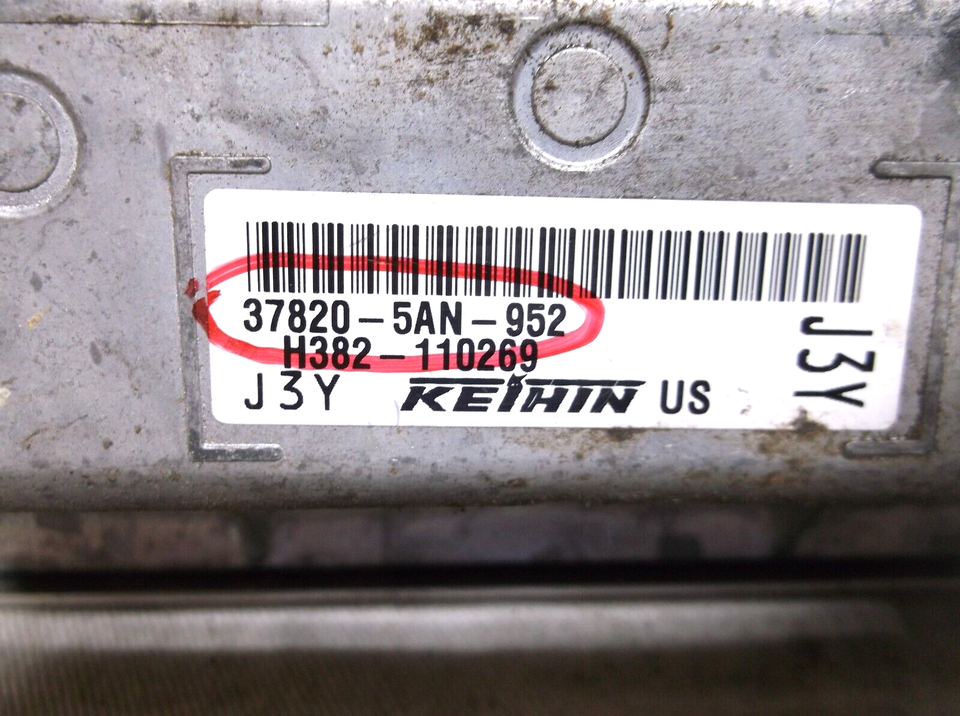 37820-5AN-952
H382-110269
J3Y KEIHIN US
J3Y